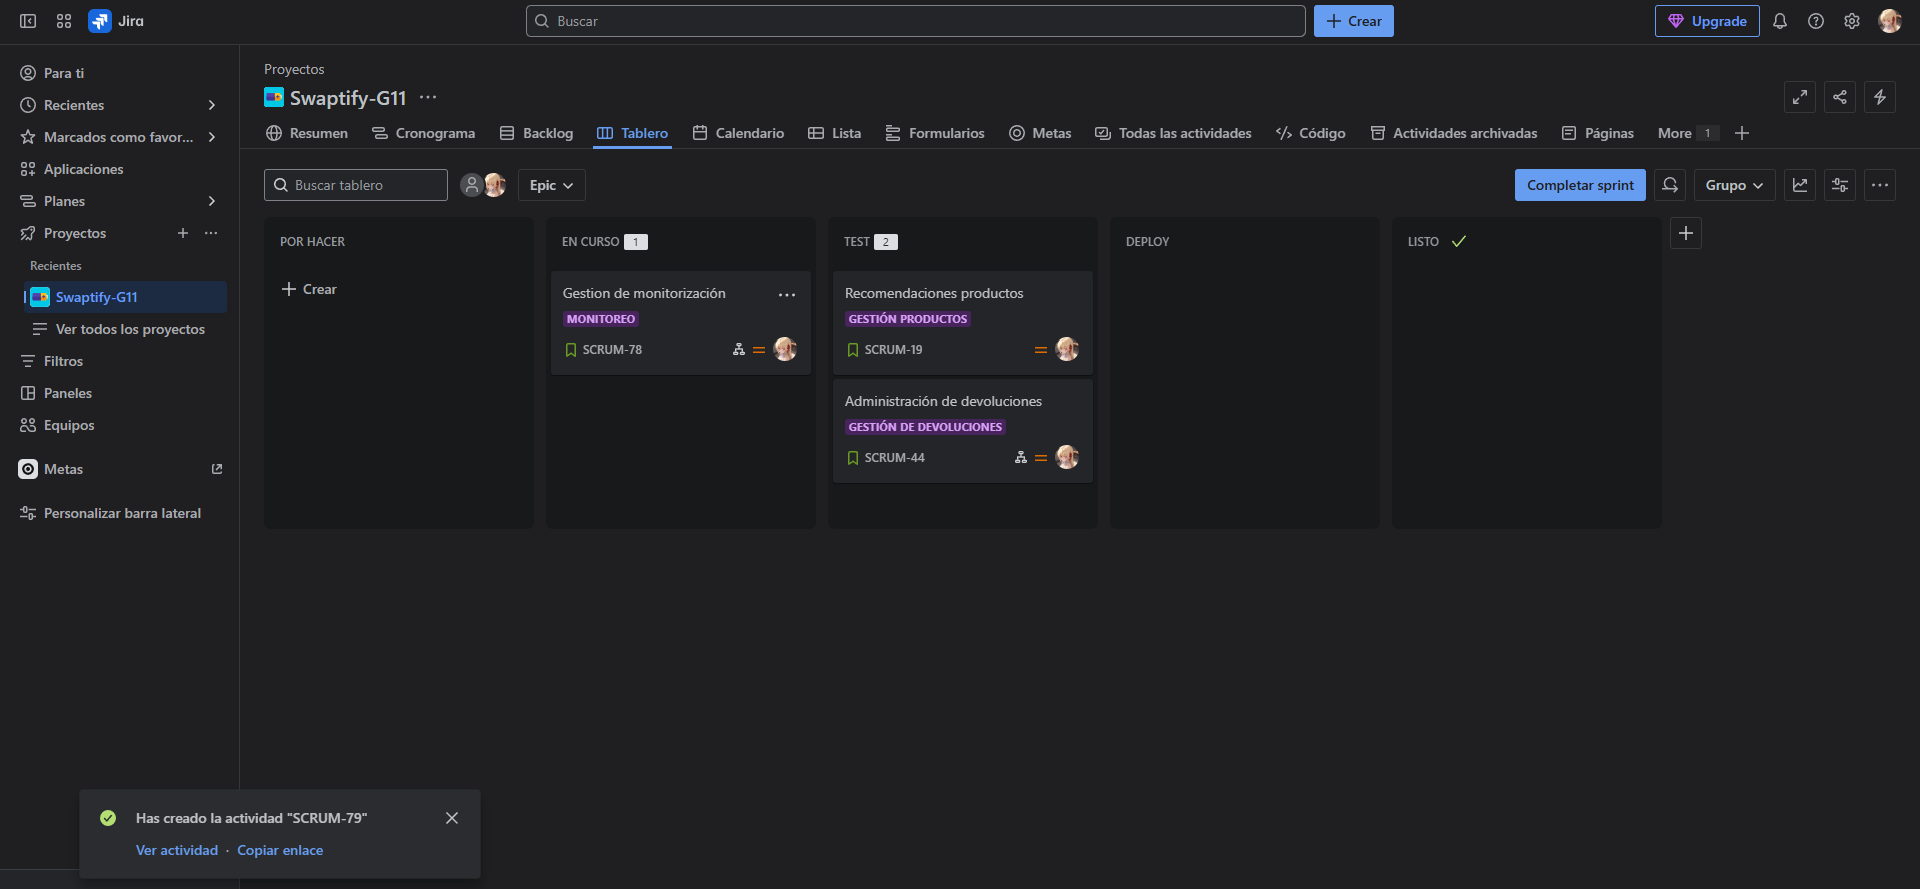 Jira
Buscar
Crear
Upgrade
Para ti
Recientes
Marcados como favor...
Aplicaciones
Planes
Proyectos
Recientes
Swaptify-G11
Ver todos los proyectos
Filtros
Paneles
Equipos
Metas
Personalizar barra lateral
Proyectos
Swaptify-G11
Resumen
Cronograma
Backlog
Tablero
Calendario
Lista
Formularios
Metas
Todas las actividades
Código
Actividades archivadas
Páginas
More 1
Buscar tablero
Epic
Completar sprint
Grupo
POR HACER
Crear
EN CURSO 1
Gestion de monitorización
MONITOREO
SCRUM-78
TEST 2
Recomendaciones productos
GESTIÓN PRODUCTOS
SCRUM-19
Administración de devoluciones
GESTIÓN DE DEVOLUCIONES
SCRUM-44
DEPLOY
LISTO
Has creado la actividad "SCRUM-79"
Ver actividad · Copiar enlace